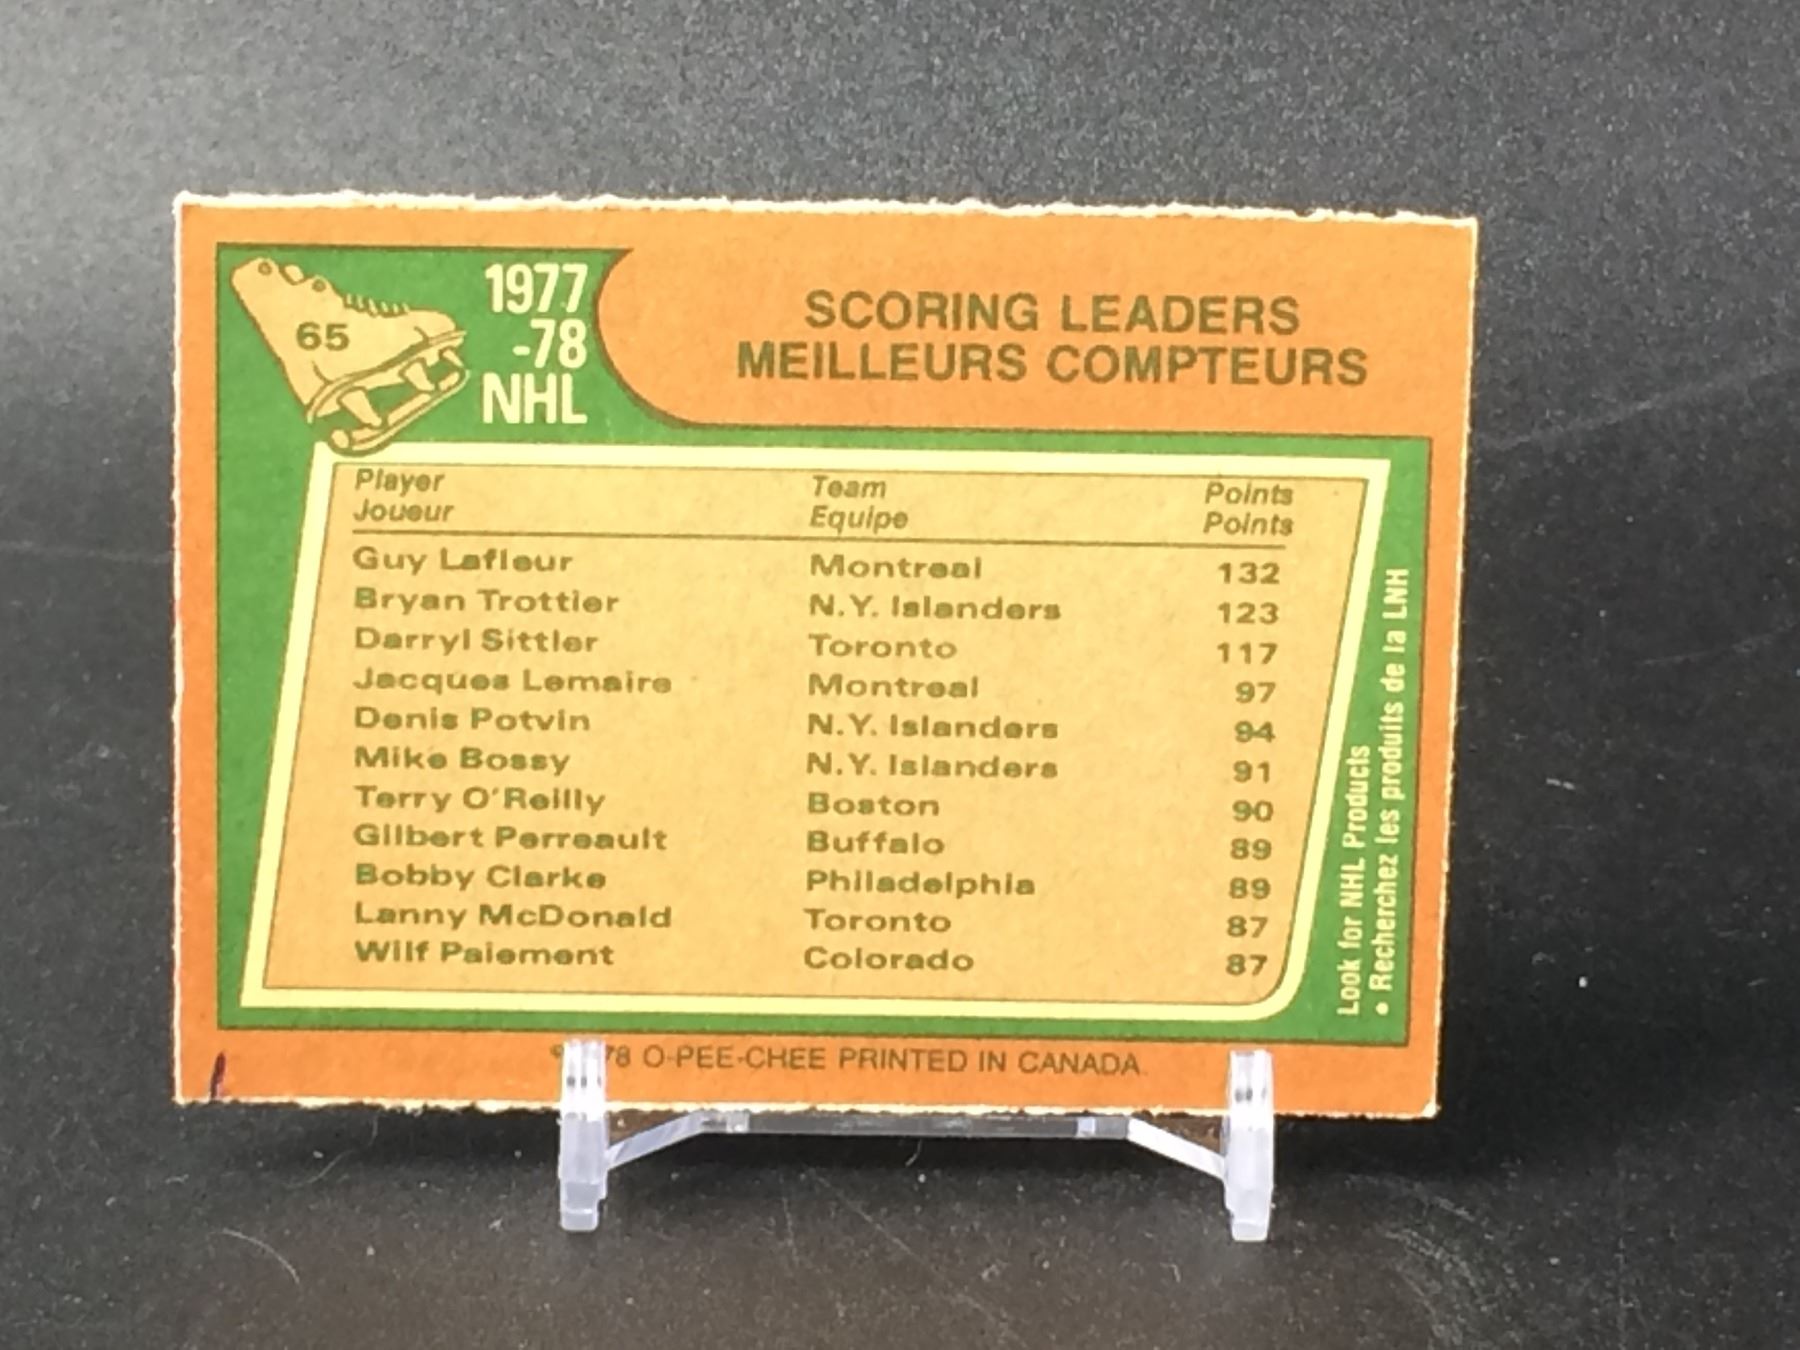 65
1977
-78
NHL
SCORING LEADERS
MEILLEURS COMPTEURS
Player Team Points
Joueur Equipe Points
Guy Lafleur Montreal 132
Bryan Trottier N.Y. Islanders 123
Darryl Sittler Toronto 117
Jacques Lemaire Montreal 97
Denis Potvin N.Y. Islanders 94
Mike Bossy N.Y. Islanders 91
Terry O'Reilly Boston 90
Gilbert Perreault Buffalo 89
Bobby Clarke Philadelphia 89
Lanny McDonald Toronto 87
Wilf Paiement Colorado 87
Look for NHL Products
• Recherchez les produits de la LNH
78 O-PEE-CHEE PRINTED IN CANADA